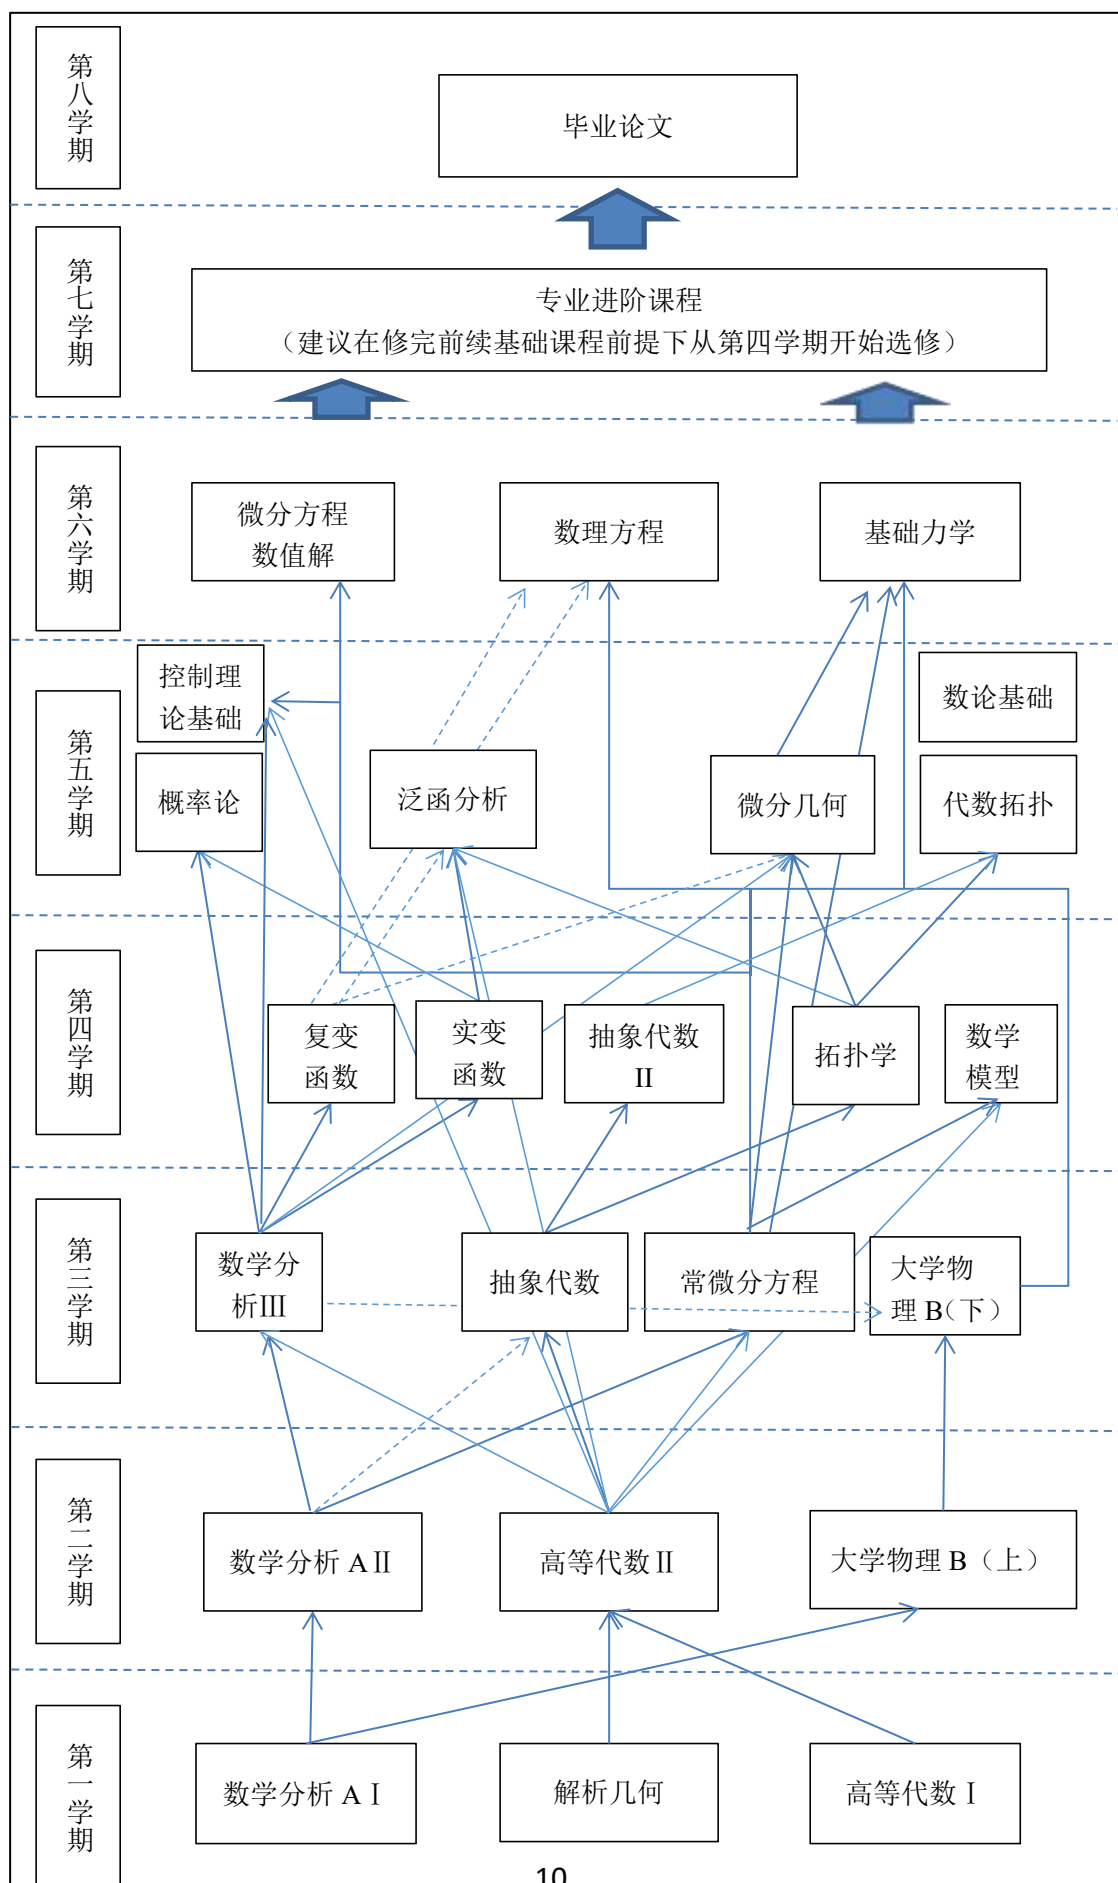 第八学期
毕业论文
第七学期
专业进阶课程
（建议在修完前续基础课程前提下从第四学期开始选修）
第六学期
微分方程
数值解
数理方程
基础力学
第五学期
控制理
论基础
数论基础
概率论
泛函分析
微分几何
代数拓扑
第四学期
复变
函数
实变
函数
抽象代数
II
拓扑学
数学
模型
第三学期
数学分
析Ⅲ
抽象代数
常微分方程
大学物
理 B（下）
第二学期
数学分析 A Ⅱ
高等代数 Ⅱ
大学物理 B（上）
第一学期
数学分析 A Ⅰ
解析几何
高等代数 Ⅰ
10